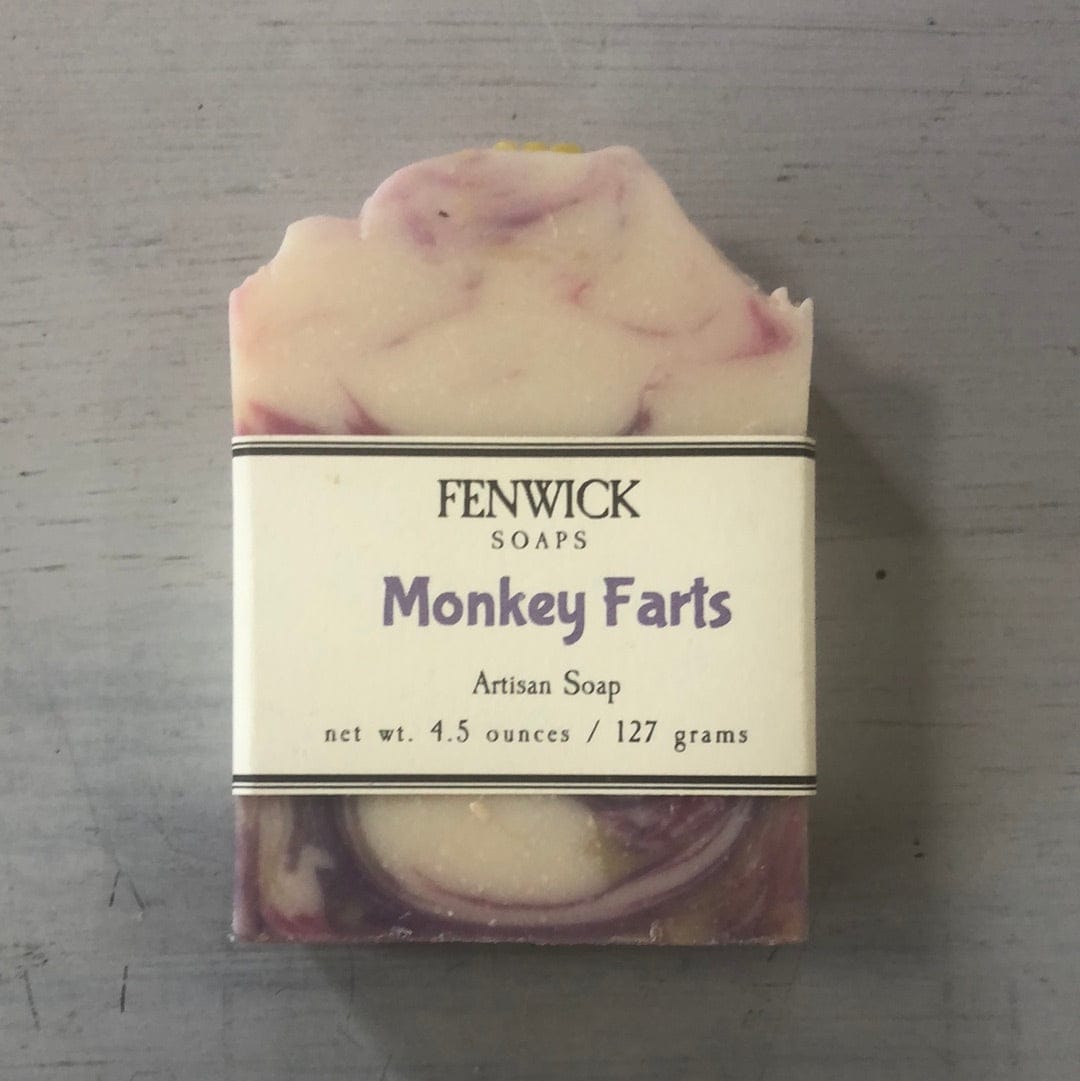 FENWICK
SOAPS
Monkey Farts
Artisan Soap
net wt. 4.5 ounces / 127 grams